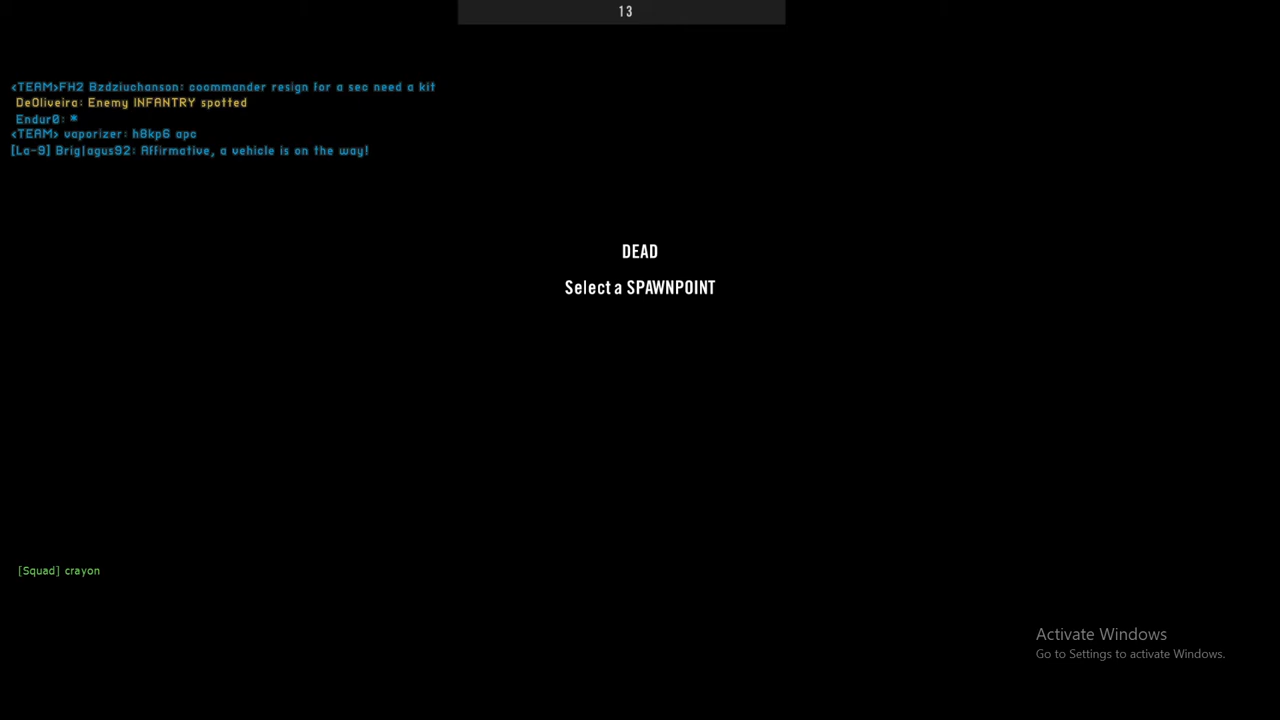 13
<TEAM>FH2 Bzdziuchanson: coommander resign for a sec need a kit
DeOliveira: Enemy INFANTRY spotted
Endur0: *
<TEAM> vaporizer: h8kp6 apc
[La-9] Brig|agus92: Affirmative, a vehicle is on the way!
DEAD
Select a SPAWNPOINT
[Squad] crayon
Activate Windows
Go to Settings to activate Windows.